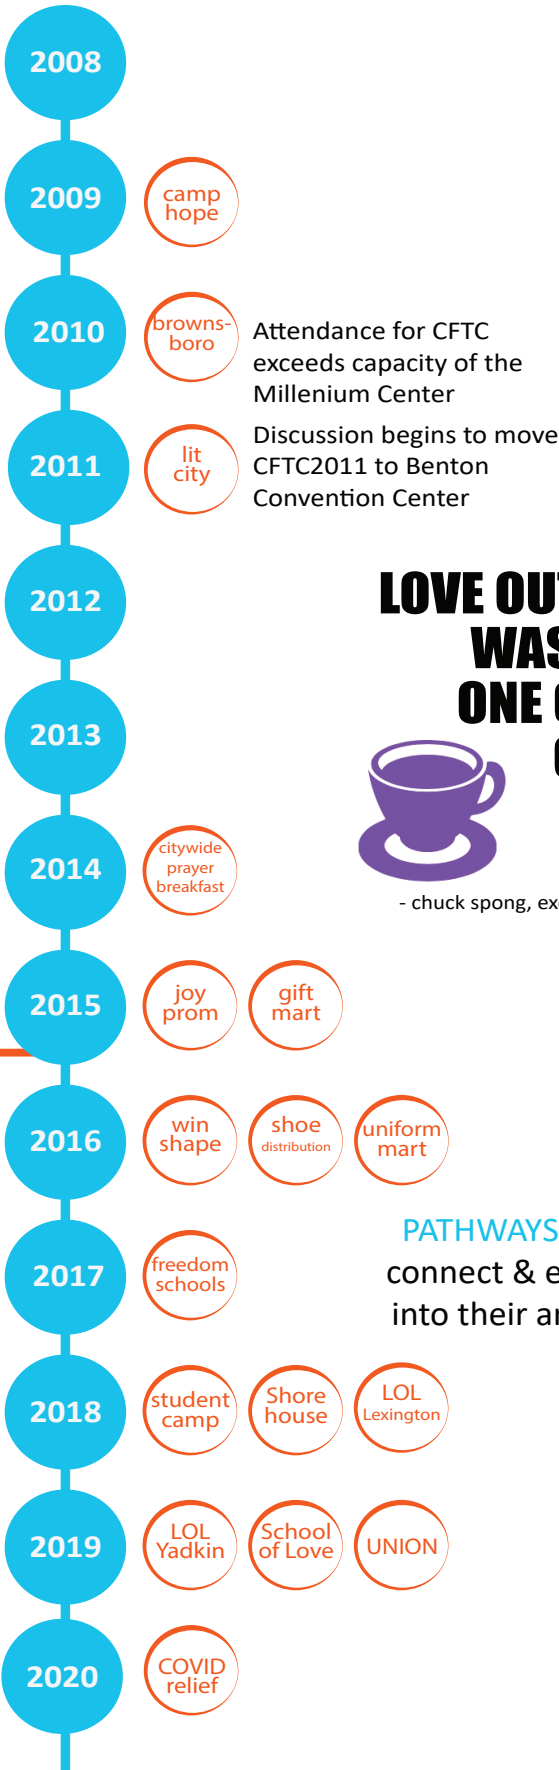 2008
2009
camp
hope
2010
browns-
boro
Attendance for CFTC
exceeds capacity of the
Millenium Center
2011
lit
city
Discussion begins to move
CFTC2011 to Benton
Convention Center
2012
LOVE OU
WAS
ONE
2013
2014
citywide
prayer
breakfast
- chuck spong, ex
2015
joy
prom
gift
mart
2016
win
shape
shoe
distribution
uniform
mart
2017
freedom
schools
PATHWAYS
connect & e
into their a
2018
student
camp
Shore
house
LOL
Lexington
2019
LOL
Yadkin
School
of Love
UNION
2020
COVID
relief